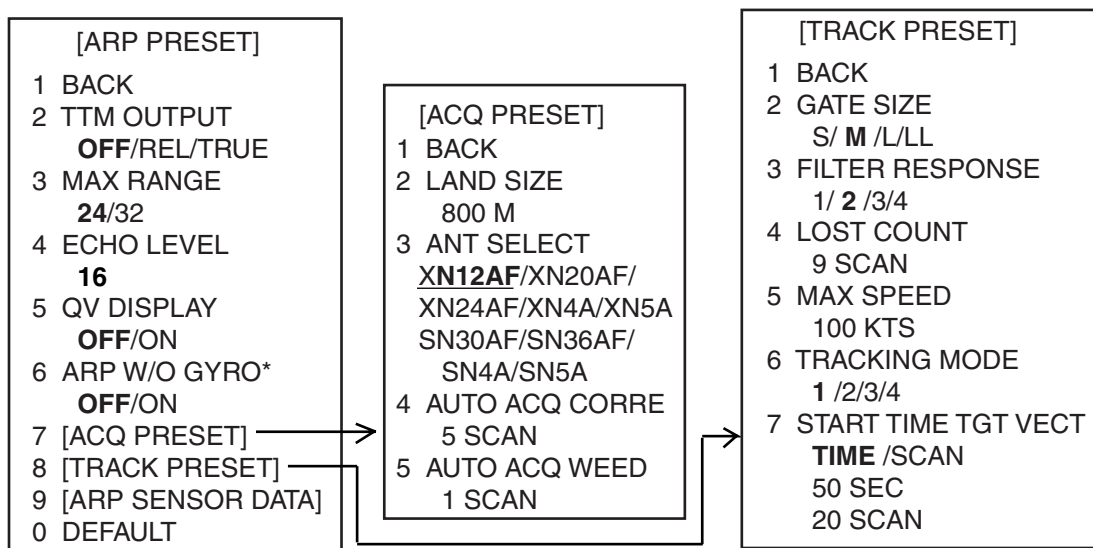 [ARP PRESET]
1 BACK
2 TTM OUTPUT
OFF/REL/TRUE
3 MAX RANGE
24/32
4 ECHO LEVEL
16
5 QV DISPLAY
OFF/ON
6 ARP W/O GYRO*
OFF/ON
7 [ACQ PRESET]
8 [TRACK PRESET]
9 [ARP SENSOR DATA]
0 DEFAULT
[ACQ PRESET]
1 BACK
2 LAND SIZE
800 M
3 ANT SELECT
XN12AF/XN20AF/
XN24AF/XN4A/XN5A
SN30AF/SN36AF/
SN4A/SN5A
4 AUTO ACQ CORRE
5 SCAN
5 AUTO ACQ WEED
1 SCAN
[TRACK PRESET]
1 BACK
2 GATE SIZE
S/ M /L/LL
3 FILTER RESPONSE
1/ 2 /3/4
4 LOST COUNT
9 SCAN
5 MAX SPEED
100 KTS
6 TRACKING MODE
1 /2/3/4
7 START TIME TGT VECT
TIME /SCAN
50 SEC
20 SCAN